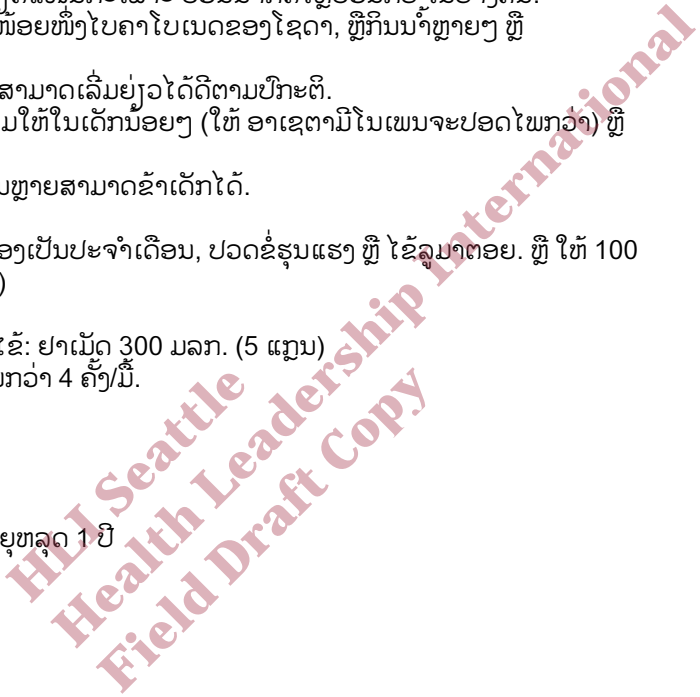 ໜ້ອຍໜຶ່ງໄບຄາໂບເນດຂອງໂຊດາ, ຫຼືກິນນ້ຳຫຼາຍໆ ຫຼື
ສາມາດເລີ່ມຍ່ຽວໄດ້ດີຕາມປົກະຕິ.
ມໃຫ້ໃນເດັກນ້ອຍໆ (ໃຫ້ ອາເຊຕາມີໂນເພນຈະປອດໄພກວ່າ) ຫຼື
ນຫຼາຍສາມາດຂ້າເດັກໄດ້.
ອງເປັນປະຈຳເດືອນ, ປວດຂໍ່ຮຸນແຮງ ຫຼື ໄຂ້ລູມາຕອຍ. ຫຼື ໃຫ້ 100
)
ໄຂ້: ຢາເມັດ 300 ມລກ. (5 ແກຼນ)
ກວ່າ 4 ຄັ້ງ/ມື້.
ຍຸຫລຸດ 1 ປີ
HLI Seattle
Health Leadership International
Field Draft Copy